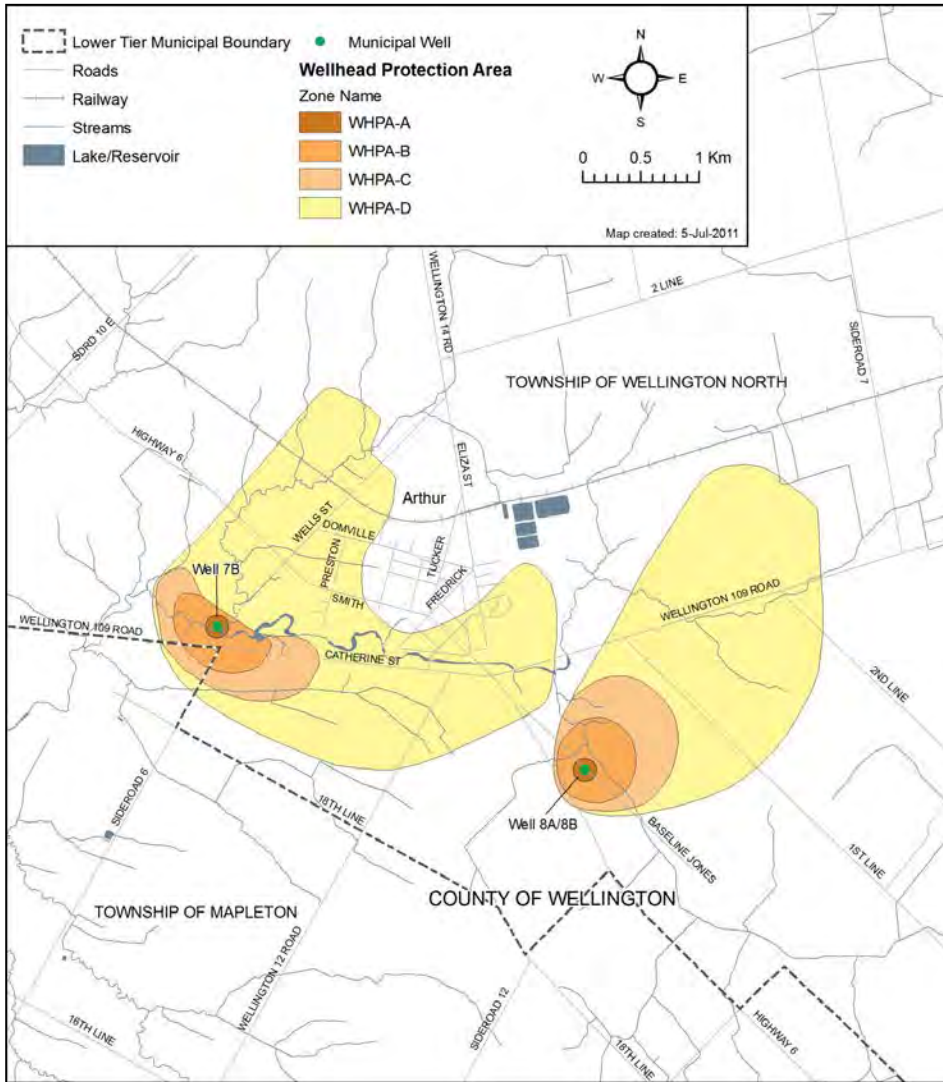 Lower Tier Municipal Boundary
Roads
Railway
Streams
Lake/Reservoir
Municipal Well
Wellhead Protection Area
Zone Name
WHPA-A
WHPA-B
WHPA-C
WHPA-D
N
W E
S
0 0.5 1 Km
Map created: 5-Jul-2011
WELLINGTON 14 RD
2 LINE
SDRD 10 E
SIDEROAD 7
TOWNSHIP OF WELLINGTON NORTH
HIGHWAY 6
ELIZA ST
Arthur
WELLS ST
DOMVILLE
PRESTON
TUCKER
FREDRICK
SMITH
Well 7B
WELLINGTON 109 ROAD
WELLINGTON 109 ROAD
CATHERINE ST
2ND LINE
SIDEROAD 6
18TH LINE
Well 8A/8B
BASELINE JONES
1ST LINE
COUNTY OF WELLINGTON
TOWNSHIP OF MAPLETON
WELLINGTON 12 ROAD
SIDEROAD 12
16TH LINE
18TH LINE
HIGHWAY 6